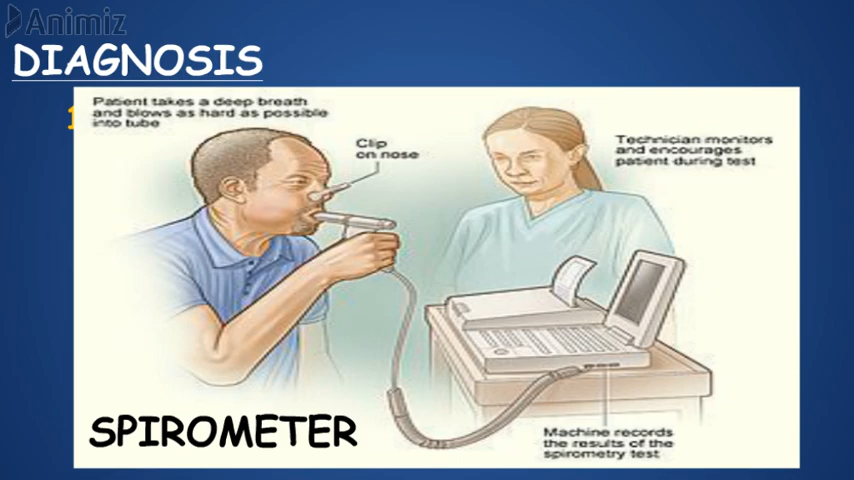 Animiz
DIAGNOSIS
1
Patient takes a deep breath
and blows as hard as possible
into tube
Clip
on nose
Technician monitors
and encourages
patient during test
SPIROMETER
Machine records
the results of the
spirometry test